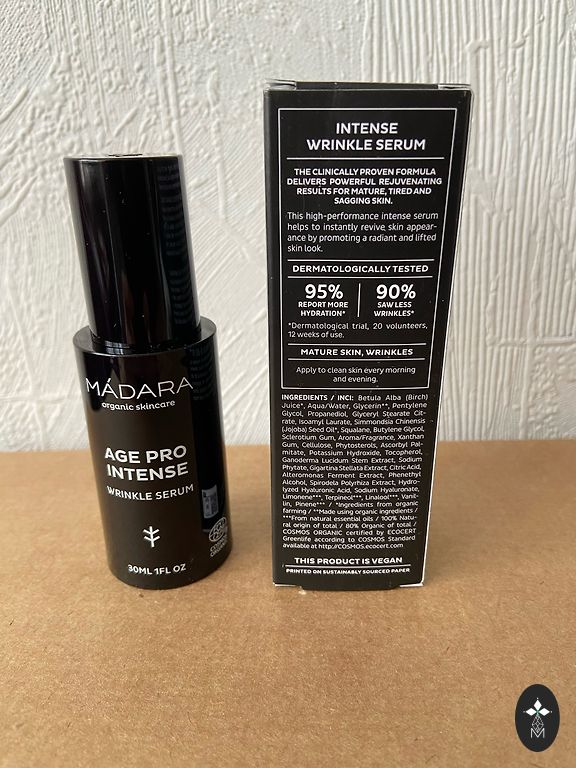 MÁDARA
organic skincare
AGE PRO
INTENSE
WRINKLE SERUM
30ML 1FL OZ
INTENSE
WRINKLE SERUM
THE CLINICALLY PROVEN FORMULA
DELIVERS POWERFUL REJUVENATING
RESULTS FOR MATURE, TIRED AND
SAGGING SKIN.
This high-performance intense serum
helps to instantly revive skin appear-
ance by promoting a radiant and lifted
skin look.
DERMATOLOGICALLY TESTED
95%
REPORT MORE
HYDRATION*
90%
SAW LESS
WRINKLES*
*Dermatological trial, 20 volunteers,
12 weeks of use.
MATURE SKIN, WRINKLES
Apply to clean skin every morning
and evening.
INGREDIENTS / INCI: Betula Alba (Birch)
Juice*, Aqua/Water, Glycerin**, Pentylene
Glycol, Propanediol, Glyceryl Stearate Cit-
rate, Isoamyl Laurate, Simmondsia Chinensis
(Jojoba) Seed Oil*, Squalane, Butylene Glycol,
Sclerotium Gum, Aroma/Fragrance, Xanthan
Gum, Cellulose, Phytosterols, Ascorbyl Pal-
mitate, Potassium Hydroxide, Tocopherol,
Ganoderma Lucidum Stem Extract, Sodium
Phytate, Gigartina Stellata Extract, Citric Acid,
Alteromonas Ferment Extract, Phenethyl
Alcohol, Spirodela Polyrhiza Extract, Hydro-
lyzed Hyaluronic Acid, Sodium Hyaluronate,
Limonene***, Terpineol***, Linalool***, Vanil-
lin, Pinene*** / *ingredients from organic
farming / **Made using organic ingredients /
***From natural essential oils / 100% Natu-
ral origin of total / 80% Organic of total /
COSMOS ORGANIC certified by ECOCERT
Greenlife according to COSMOS Standard
available at http://COSMOS.ecocert.com
THIS PRODUCT IS VEGAN
PRINTED ON SUSTAINABLY SOURCED PAPER